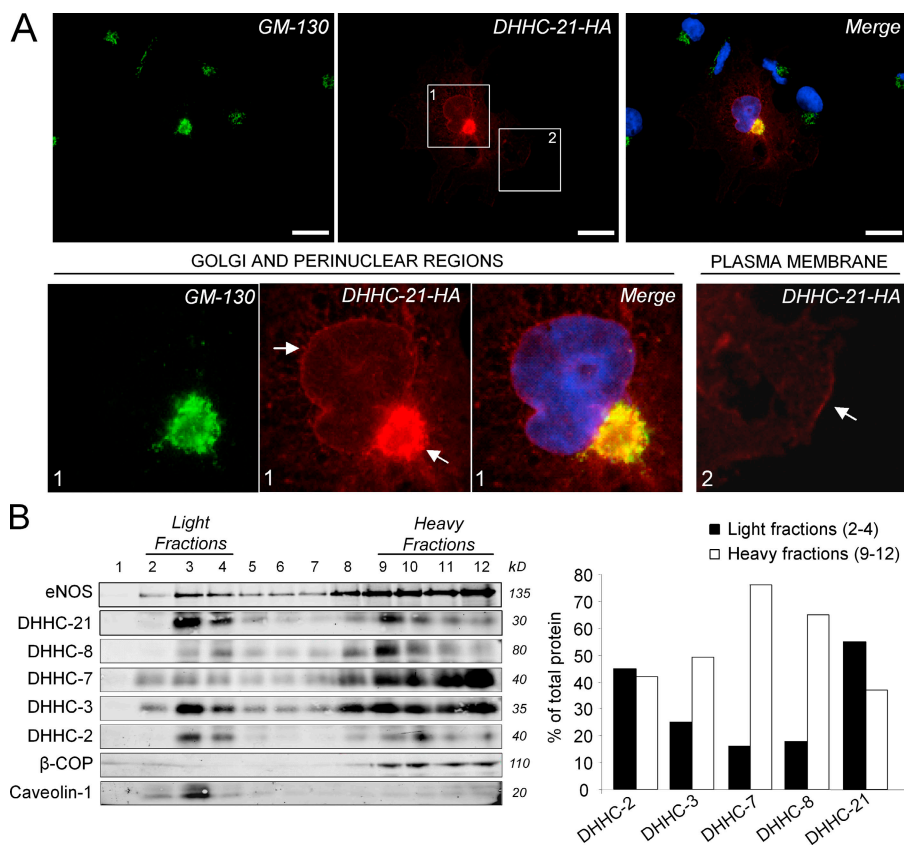 A
GM-130
DHHC-21-HA
Merge
1
2
GOLGI AND PERINUCLEAR REGIONS
PLASMA MEMBRANE
GM-130
DHHC-21-HA
Merge
DHHC-21-HA
1
1
1
2
B
Light Fractions
Heavy Fractions
1 2 3 4 5 6 7 8 9 10 11 12 kD
eNOS 135
DHHC-21 30
DHHC-8 80
DHHC-7 40
DHHC-3 35
DHHC-2 40
β-COP 110
Caveolin-1 20
Light fractions (2-4)
Heavy fractions (9-12)
% of total protein
80
70
60
50
40
30
20
10
0
DHHC-2
DHHC-3
DHHC-7
DHHC-8
DHHC-21